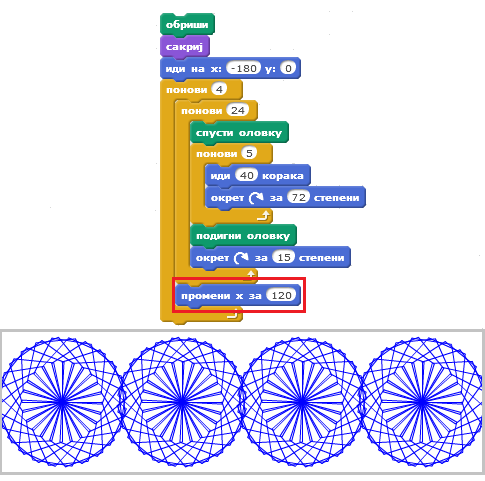 обриши
сакриј
иди на x: -180 y: 0
понови 4
понови 24
спусти оловку
понови 5
иди 40 корака
окрет за 72 степени
подигни оловку
окрет за 15 степени
промени x за 120